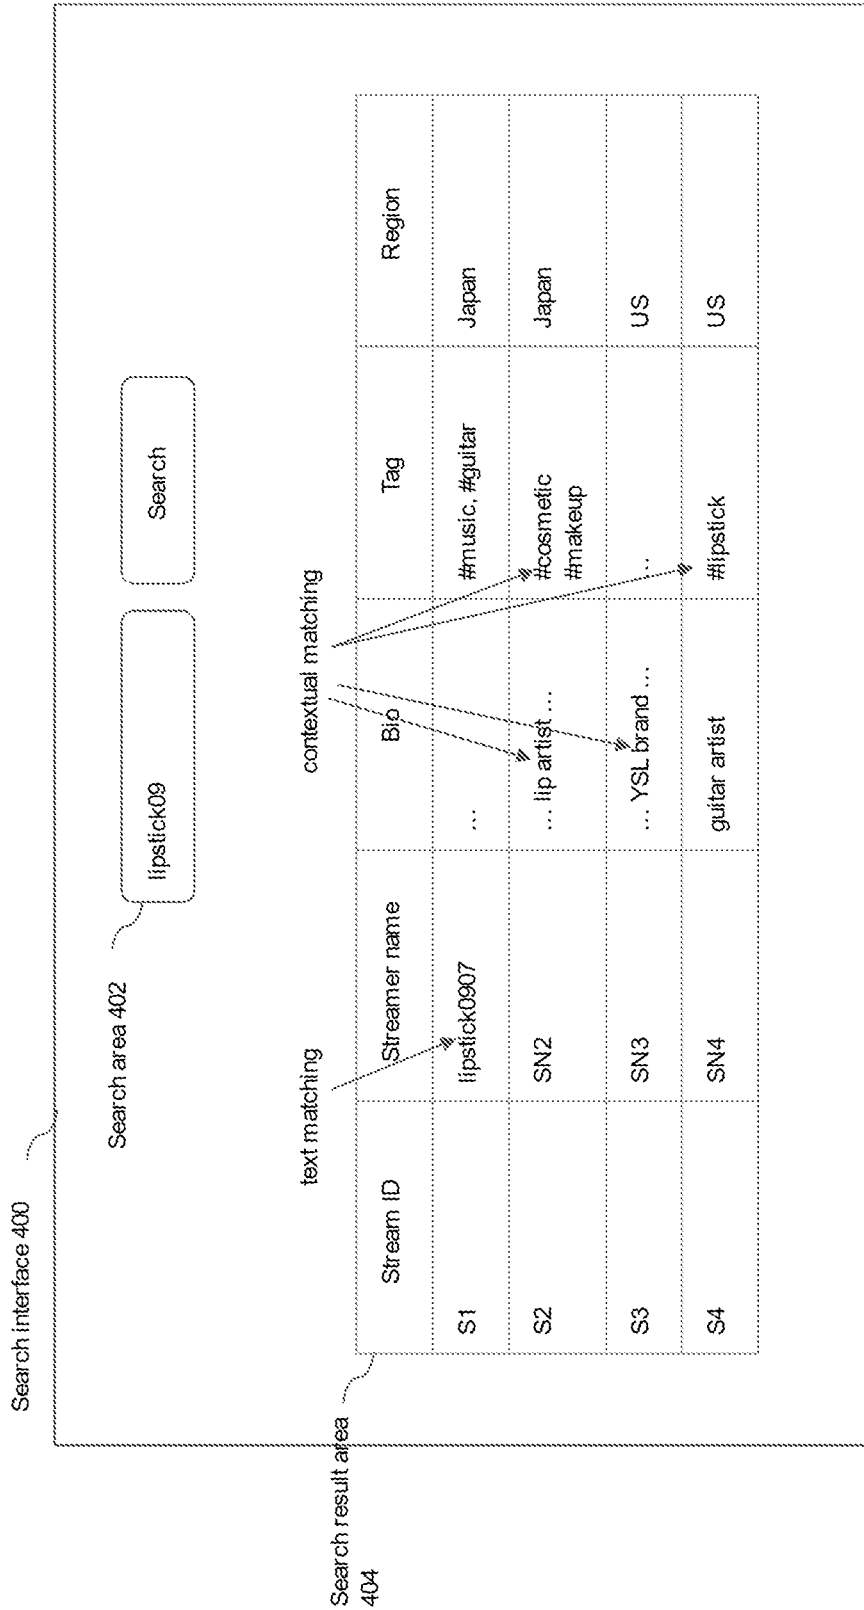 Search interface 400
Search area 402
lipstick09
Search
text matching
contextual matching
Search result area
404
Stream ID
Streamer name
Bio
Tag
Region
S1
lipstick0907
...
#music, #guitar
Japan
S2
SN2
... lip artist ...
#cosmetic
#makeup
Japan
S3
SN3
... YSL brand ...
..
US
S4
SN4
guitar artist
#lipstick
US